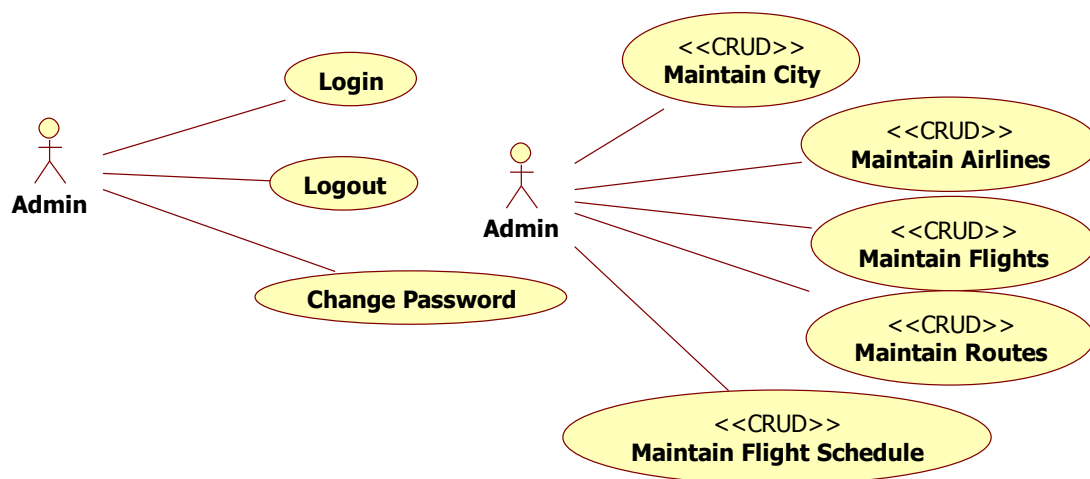 Login
Logout
Admin
Change Password
<<CRUD>>
Maintain City
<<CRUD>>
Maintain Airlines
Admin
<<CRUD>>
Maintain Flights
<<CRUD>>
Maintain Routes
<<CRUD>>
Maintain Flight Schedule